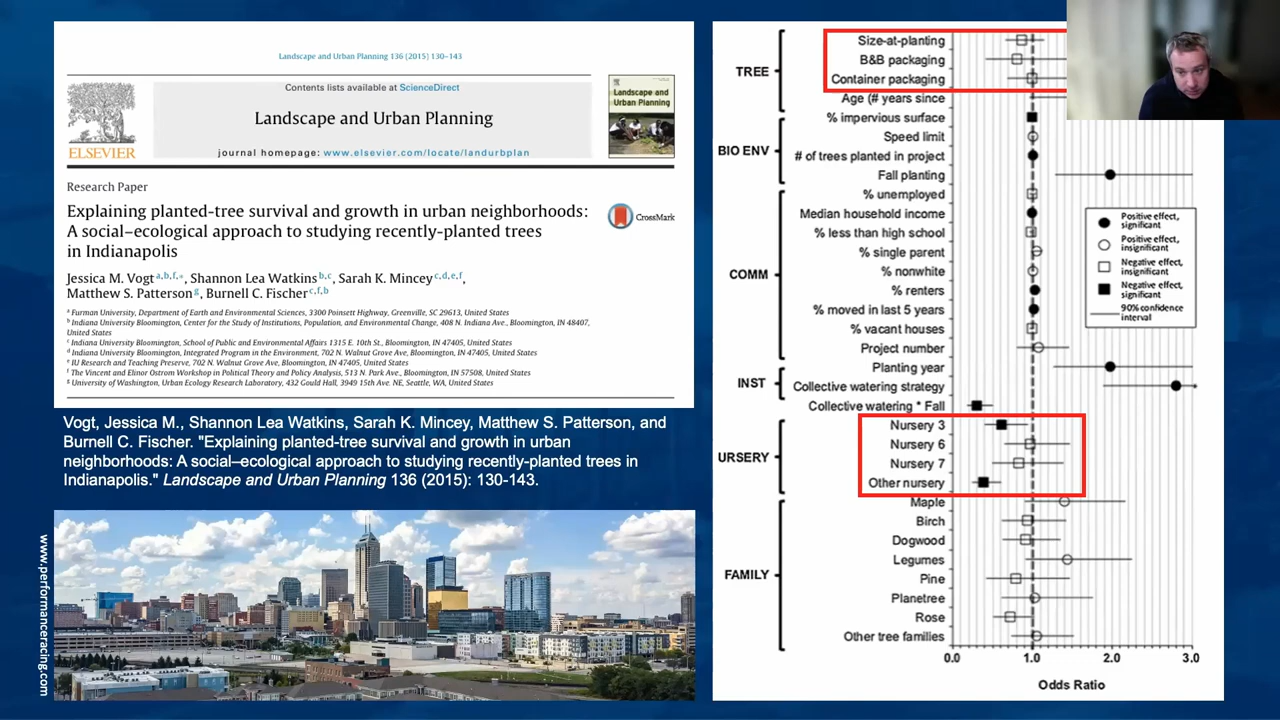 Landscape and Urban Planning 136 (2015) 130–143
Contents lists available at ScienceDirect
Landscape and Urban Planning
journal homepage: www.elsevier.com/locate/landurbplan
ELSEVIER
Landscape and
Urban Planning
Research Paper
Explaining planted-tree survival and growth in urban neighborhoods:
A social–ecological approach to studying recently-planted trees
in Indianapolis
CrossMark
Jessica M. Vogt a,b,f,*, Shannon Lea Watkins b,c, Sarah K. Mincey c,d,e,f,
Matthew S. Patterson g, Burnell C. Fischer c,f,b
a Furman University, Department of Earth and Environmental Sciences, 3300 Poinsett Highway, Greenville, SC 29613, United States
b Indiana University Bloomington, Center for the Study of Institutions, Population, and Environmental Change, 408 N. Indiana Ave., Bloomington, IN 48407,
United States
c Indiana University Bloomington, School of Public and Environmental Affairs 1315 E. 10th St., Bloomington, IN 47405, United States
d Indiana University Bloomington, Integrated Program in the Environment, 702 N. Walnut Grove Ave, Bloomington, IN 47405, United States
e IU Research and Teaching Preserve, 702 N. Walnut Grove Ave, Bloomington, IN 47405, United States
f The Vincent and Elinor Ostrom Workshop in Political Theory and Policy Analysis, 513 N. Park Ave., Bloomington, IN 57508, United States
g University of Washington, Urban Ecology Research Laboratory, 432 Gould Hall, 3949 15th Ave. NE, Seattle, WA, United States
Vogt, Jessica M., Shannon Lea Watkins, Sarah K. Mincey, Matthew S. Patterson, and
Burnell C. Fischer. "Explaining planted-tree survival and growth in urban
neighborhoods: A social–ecological approach to studying recently-planted trees in
Indianapolis." Landscape and Urban Planning 136 (2015): 130-143.
www.performanceracing.com
TREE
Size-at-planting
B&B packaging
Container packaging
Age (# years since
BIO ENV
% impervious surface
Speed limit
# of trees planted in project
Fall planting
COMM
% unemployed
Median household income
% less than high school
% single parent
% nonwhite
% renters
% moved in last 5 years
% vacant houses
Project number
INST
Planting year
Collective watering strategy
Collective watering * Fall
URSERY
Nursery 3
Nursery 6
Nursery 7
Other nursery
FAMILY
Maple
Birch
Dogwood
Legumes
Pine
Planetree
Rose
Other tree families
Positive effect,
significant
Positive effect,
insignificant
Negative effect,
insignificant
Negative effect,
significant
90% confidence
interval
0.0 1.0 2.0 3.0
Odds Ratio